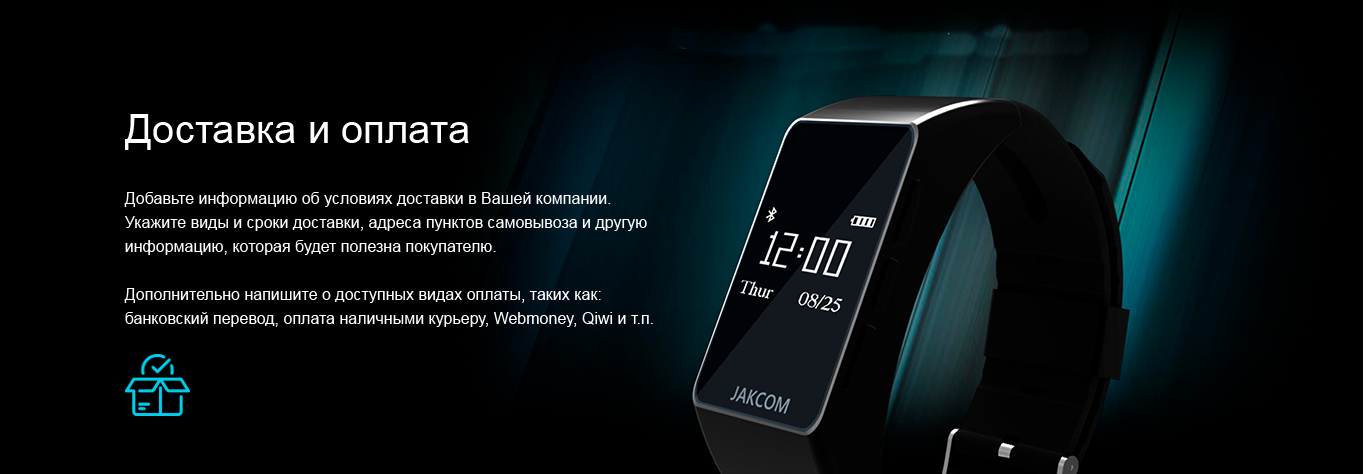 Доставка и оплата
Добавьте информацию об условиях доставки в Вашей компании.
Укажите виды и сроки доставки, адреса пунктов самовывоза и другую
информацию, которая будет полезна покупателю.
Дополнительно напишите о доступных видах оплаты, таких как:
банковский перевод, оплата наличными курьеру, Webmoney, Qiwi и т.п.
12:00
Thur 08/25
JAKCOM